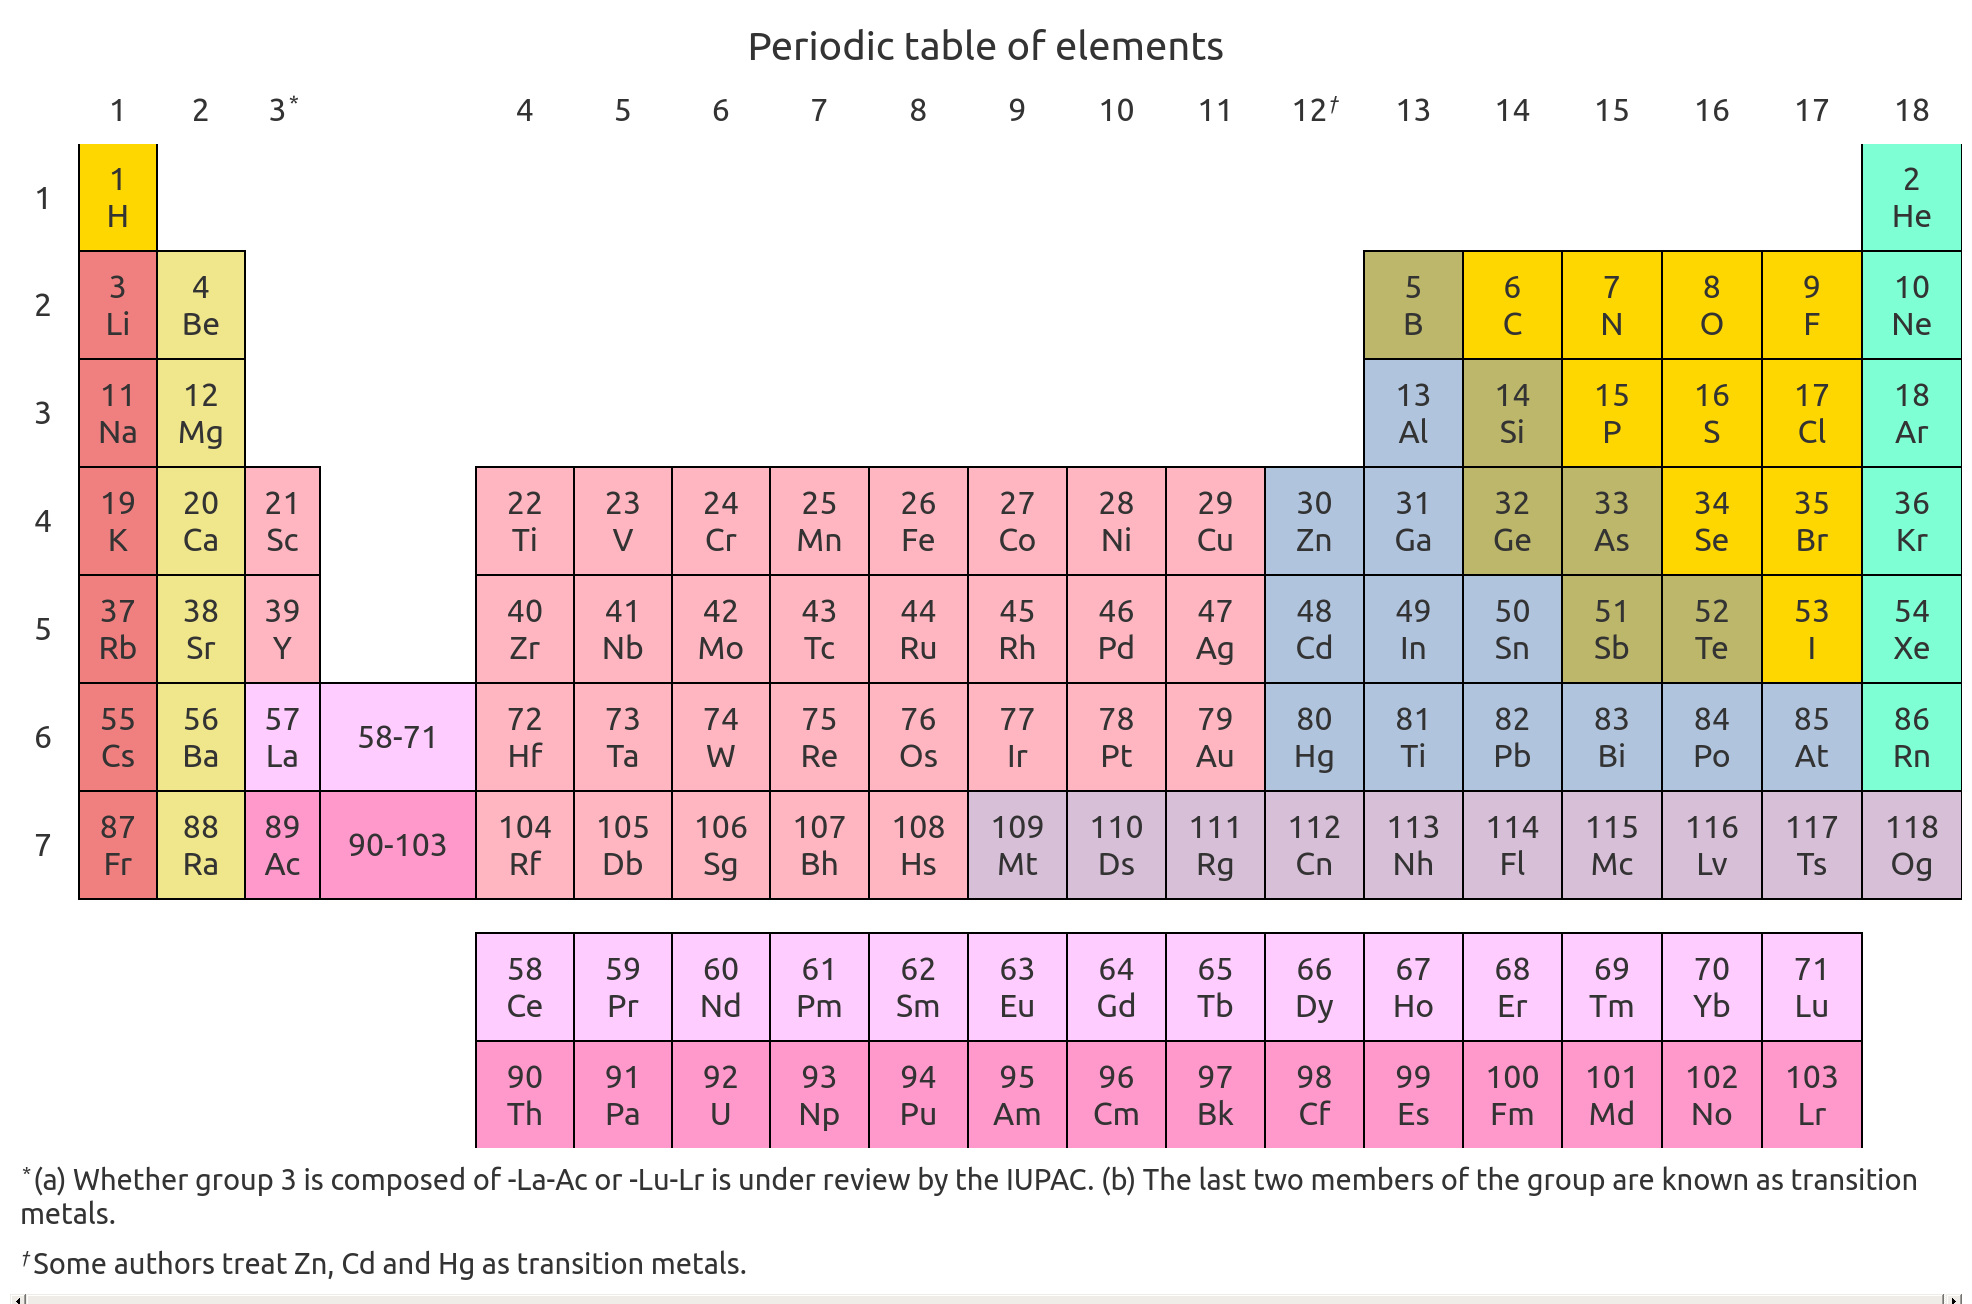 Periodic table of elements
1 2 3* 4 5 6 7 8 9 10 11 12† 13 14 15 16 17 18
1 2
1 H He
3 4 5 6 7 8 9 10
2 Li Be B C N O F Ne
11 12 13 14 15 16 17 18
3 Na Mg Al Si P S Cl Ar
19 20 21 22 23 24 25 26 27 28 29 30 31 32 33 34 35 36
4 K Ca Sc Ti V Cr Mn Fe Co Ni Cu Zn Ga Ge As Se Br Kr
37 38 39 40 41 42 43 44 45 46 47 48 49 50 51 52 53 54
5 Rb Sr Y Zr Nb Mo Tc Ru Rh Pd Ag Cd In Sn Sb Te I Xe
55 56 57 58-71 72 73 74 75 76 77 78 79 80 81 82 83 84 85 86
6 Cs Ba La Hf Ta W Re Os Ir Pt Au Hg Ti Pb Bi Po At Rn
87 88 89 90-103 104 105 106 107 108 109 110 111 112 113 114 115 116 117 118
7 Fr Ra Ac Rf Db Sg Bh Hs Mt Ds Rg Cn Nh Fl Mc Lv Ts Og
58 59 60 61 62 63 64 65 66 67 68 69 70 71
Ce Pr Nd Pm Sm Eu Gd Tb Dy Ho Er Tm Yb Lu
90 91 92 93 94 95 96 97 98 99 100 101 102 103
Th Pa U Np Pu Am Cm Bk Cf Es Fm Md No Lr
*(a) Whether group 3 is composed of -La-Ac or -Lu-Lr is under review by the IUPAC. (b) The last two members of the group are known as transition
metals.
†Some authors treat Zn, Cd and Hg as transition metals.